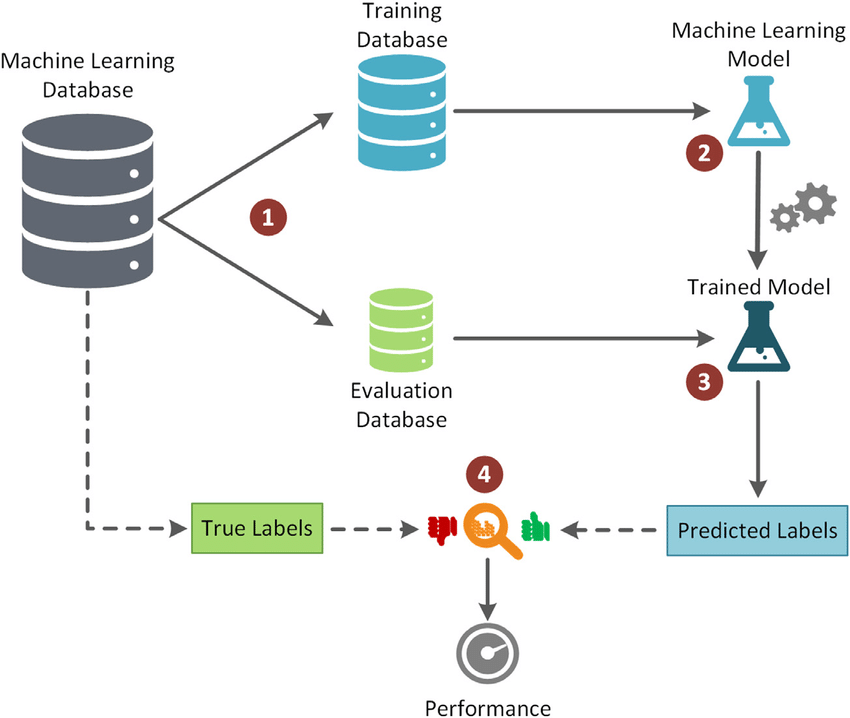 Training
Database
Machine Learning
Model
Machine Learning
Database
2
1
Trained Model
3
Evaluation
Database
4
True Labels
Predicted Labels
Performance